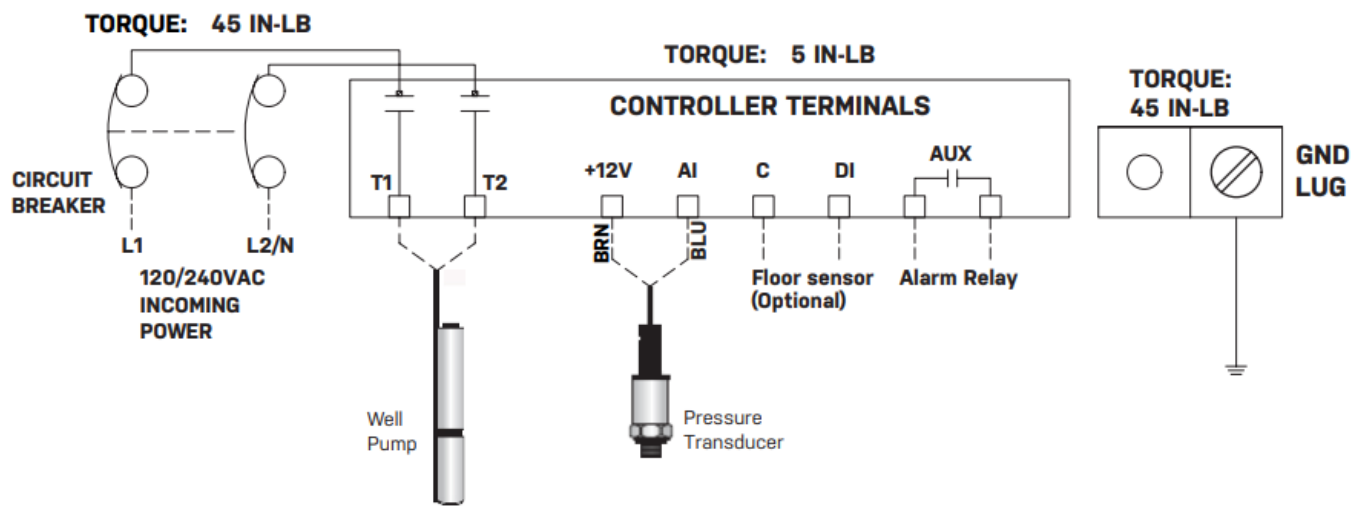 TORQUE: 45 IN-LB
TORQUE: 5 IN-LB
TORQUE:
45 IN-LB
CONTROLLER TERMINALS
CIRCUIT
BREAKER
T1
T2
+12V
AI
C
DI
AUX
GND
LUG
L1
L2/N
BRN
BLU
120/240VAC
INCOMING
POWER
Floor sensor
(Optional)
Alarm Relay
Well
Pump
Pressure
Transducer